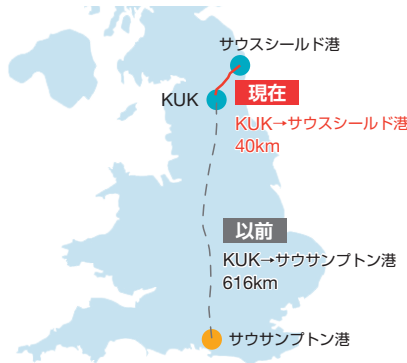 サウスシールド港
KUK
現在
KUK→サウスシールド港
40km
以前
KUK→サウサンプトン港
616km
サウサンプトン港